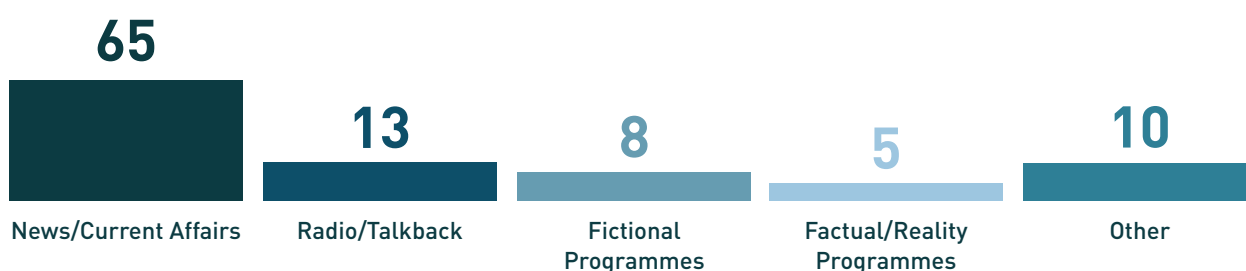 65
13
8
5
10
News/Current Affairs
Radio/Talkback
Fictional
Programmes
Factual/Reality
Programmes
Other